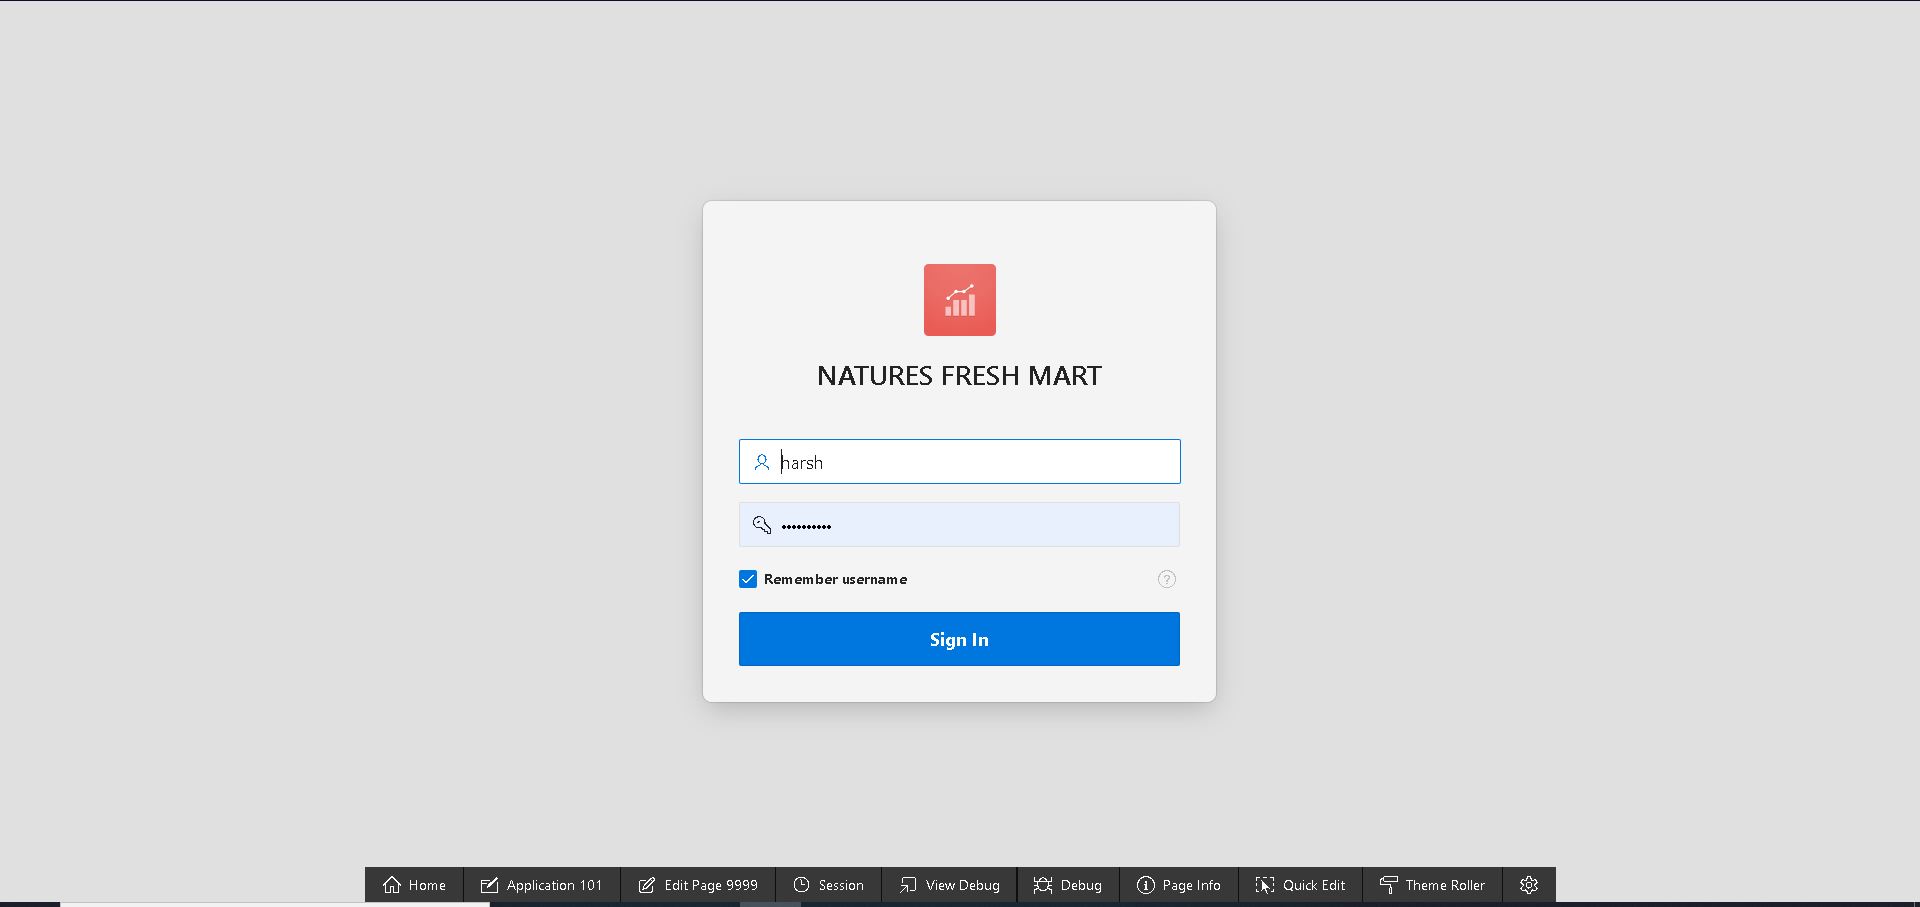 NATURES FRESH MART
harsh
••••••••••
Remember username
?
Sign In
Home Application 101 Edit Page 9999 Session View Debug Debug Page Info Quick Edit Theme Roller